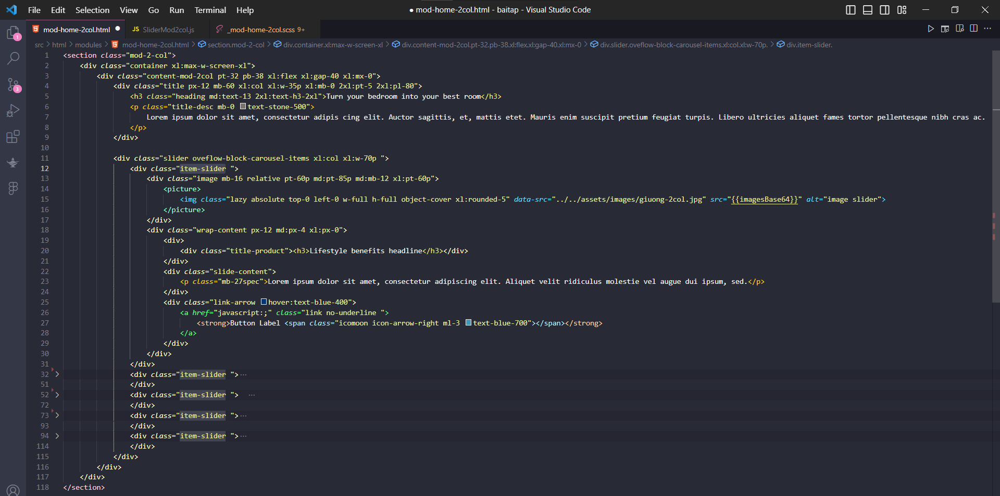 File Edit Selection View Go Run Terminal Help ● mod-home-2col.html - baitap - Visual Studio Code
mod-home-2col.html ● JS SliderMod2col.js _mod-home-2col.scss 9+
src > html > modules > mod-home-2col.html > section.mod-2-col > div.container.xl:max-w-screen-xl > div.content-mod-2col.pt-32.pb-38.xl:flex.xl:gap-40.xl:mx-0 > div.slider.oveflow-block-carousel-items.xl:col.xl:w-70p. > div.item-slider.
1 <section class="mod-2-col">
2 <div class="container xl:max-w-screen-xl">
3 <div class="content-mod-2col pt-32 pb-38 xl:flex xl:gap-40 xl:mx-0">
4 <div class="title px-12 mb-60 xl:col xl:w-35p xl:mb-0 2xl:pt-5 2xl:pl-80">
5 <h3 class="heading md:text-13 2xl:text-h3-2xl">Turn your bedroom into your best room</h3>
6 <p class="title-desc mb-0 text-stone-500">
7 Lorem ipsum dolor sit amet, consectetur adipis cing elit. Auctor sagittis, et, mattis etet. Mauris enim suscipit pretium feugiat turpis. Libero ultricies aliquet fames tortor pellentesque nibh cras ac.
8 </p>
9 </div>
10
11 <div class="slider oveflow-block-carousel-items xl:col xl:w-70p ">
12 <div class="item-slider ">
13 <div class="image mb-16 relative pt-60p md:pt-85p md:mb-12 xl:pt-60p">
14 <picture>
15 <img class="lazy absolute top-0 left-0 w-full h-full object-cover xl:rounded-5" data-src="../../assets/images/giuong-2col.jpg" src="{{imagesBase64}}" alt="image slider">
16 </picture>
17 </div>
18 <div class="wrap-content px-12 md:px-4 xl:px-0">
19 <div>
20 <div class="title-product"><h3>Lifestyle benefits headline</h3></div>
21 </div>
22 <div class="slide-content">
23 <p class="mb-27spec">Lorem ipsum dolor sit amet, consectetur adipiscing elit. Aliquet velit ridiculus molestie vel augue dui ipsum, sed.</p>
24 </div>
25 <div class="link-arrow hover:text-blue-400">
26 <a href="javascript:;" class="link no-underline ">
27 <strong>Button Label <span class="icomoon icon-arrow-right ml-3 text-blue-700"></span></strong>
28 </a>
29 </div>
30 </div>
31 </div>
32 <div class="item-slider ">···
51 </div>
52 <div class="item-slider "> ···
72 </div>
73 <div class="item-slider ">···
93 </div>
94 <div class="item-slider ">···
114 </div>
115 </div>
116 </div>
117 </div>
118 </section>
1
3